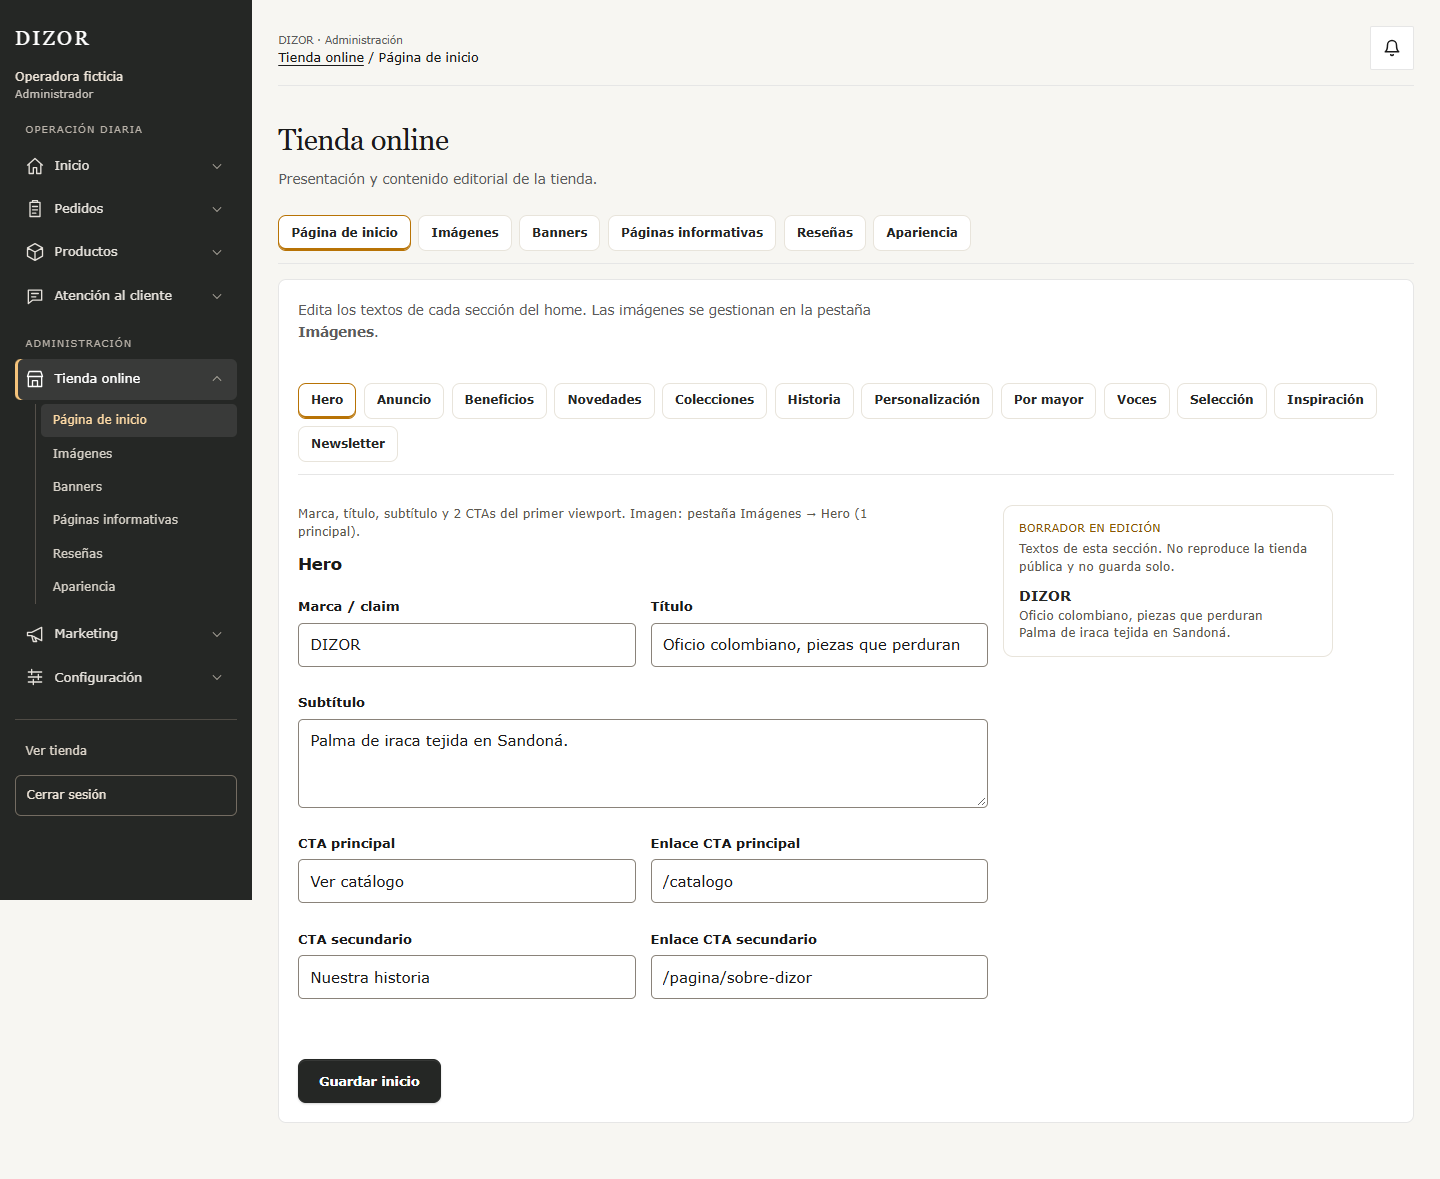 DIZOR
Operadora ficticia
Administrador
OPERACIÓN DIARIA
Inicio
Pedidos
Productos
Atención al cliente
ADMINISTRACIÓN
Tienda online
Página de inicio
Imágenes
Banners
Páginas informativas
Reseñas
Apariencia
Marketing
Configuración
Ver tienda
Cerrar sesión
DIZOR · Administración
Tienda online / Página de inicio
Tienda online
Presentación y contenido editorial de la tienda.
Página de inicio Imágenes Banners Páginas informativas Reseñas Apariencia
Edita los textos de cada sección del home. Las imágenes se gestionan en la pestaña
Imágenes.
Hero Anuncio Beneficios Novedades Colecciones Historia Personalización Por mayor Voces Selección Inspiración
Newsletter
Marca, título, subtítulo y 2 CTAs del primer viewport. Imagen: pestaña Imágenes → Hero (1
principal).
Hero
Marca / claim Título
DIZOR Oficio colombiano, piezas que perduran
Subtítulo
Palma de iraca tejida en Sandoná.
CTA principal Enlace CTA principal
Ver catálogo /catalogo
CTA secundario Enlace CTA secundario
Nuestra historia /pagina/sobre-dizor
Guardar inicio
BORRADOR EN EDICIÓN
Textos de esta sección. No reproduce la tienda
pública y no guarda solo.
DIZOR
Oficio colombiano, piezas que perduran
Palma de iraca tejida en Sandoná.